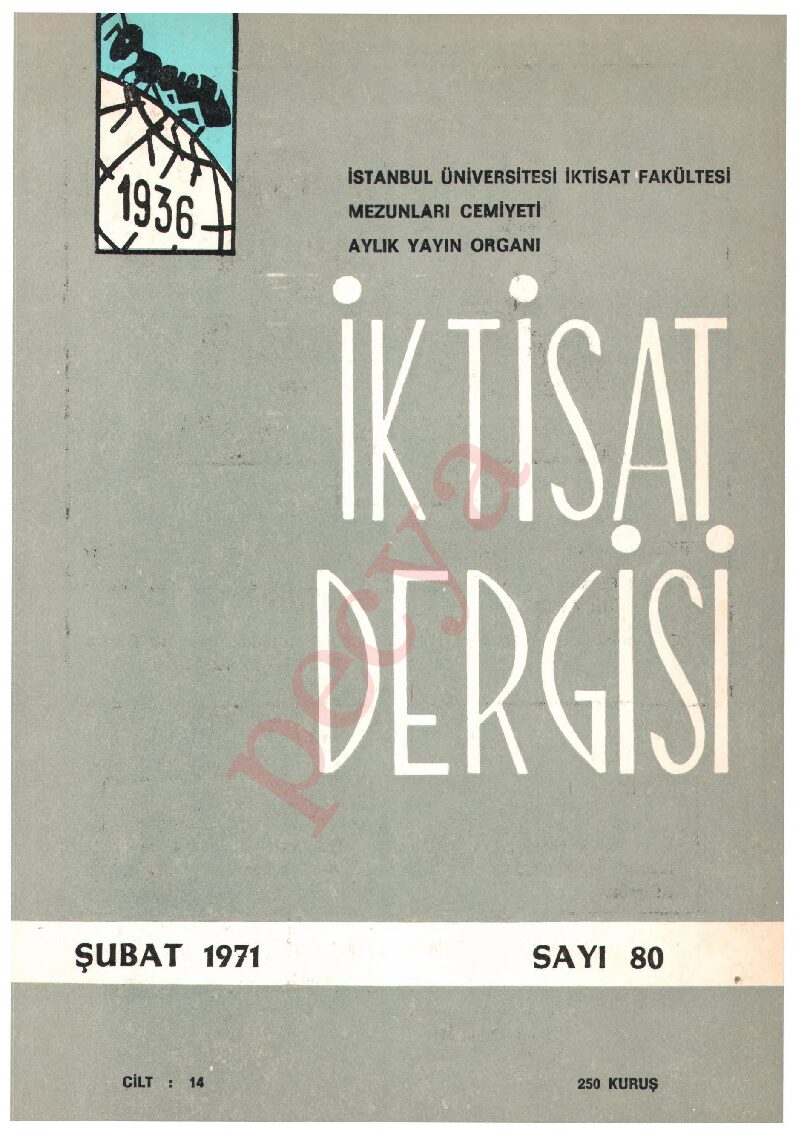 1936
İSTANBUL ÜNİVERSİTESİ İKTİSAT FAKÜLTESİ
MEZUNLARI CEMİYETİ
AYLIK YAYIN ORGANI
İKTİSAT
DERGİSİ
pecya
ŞUBAT 1971 SAYI 80
CİLT : 14 250 KURUŞ